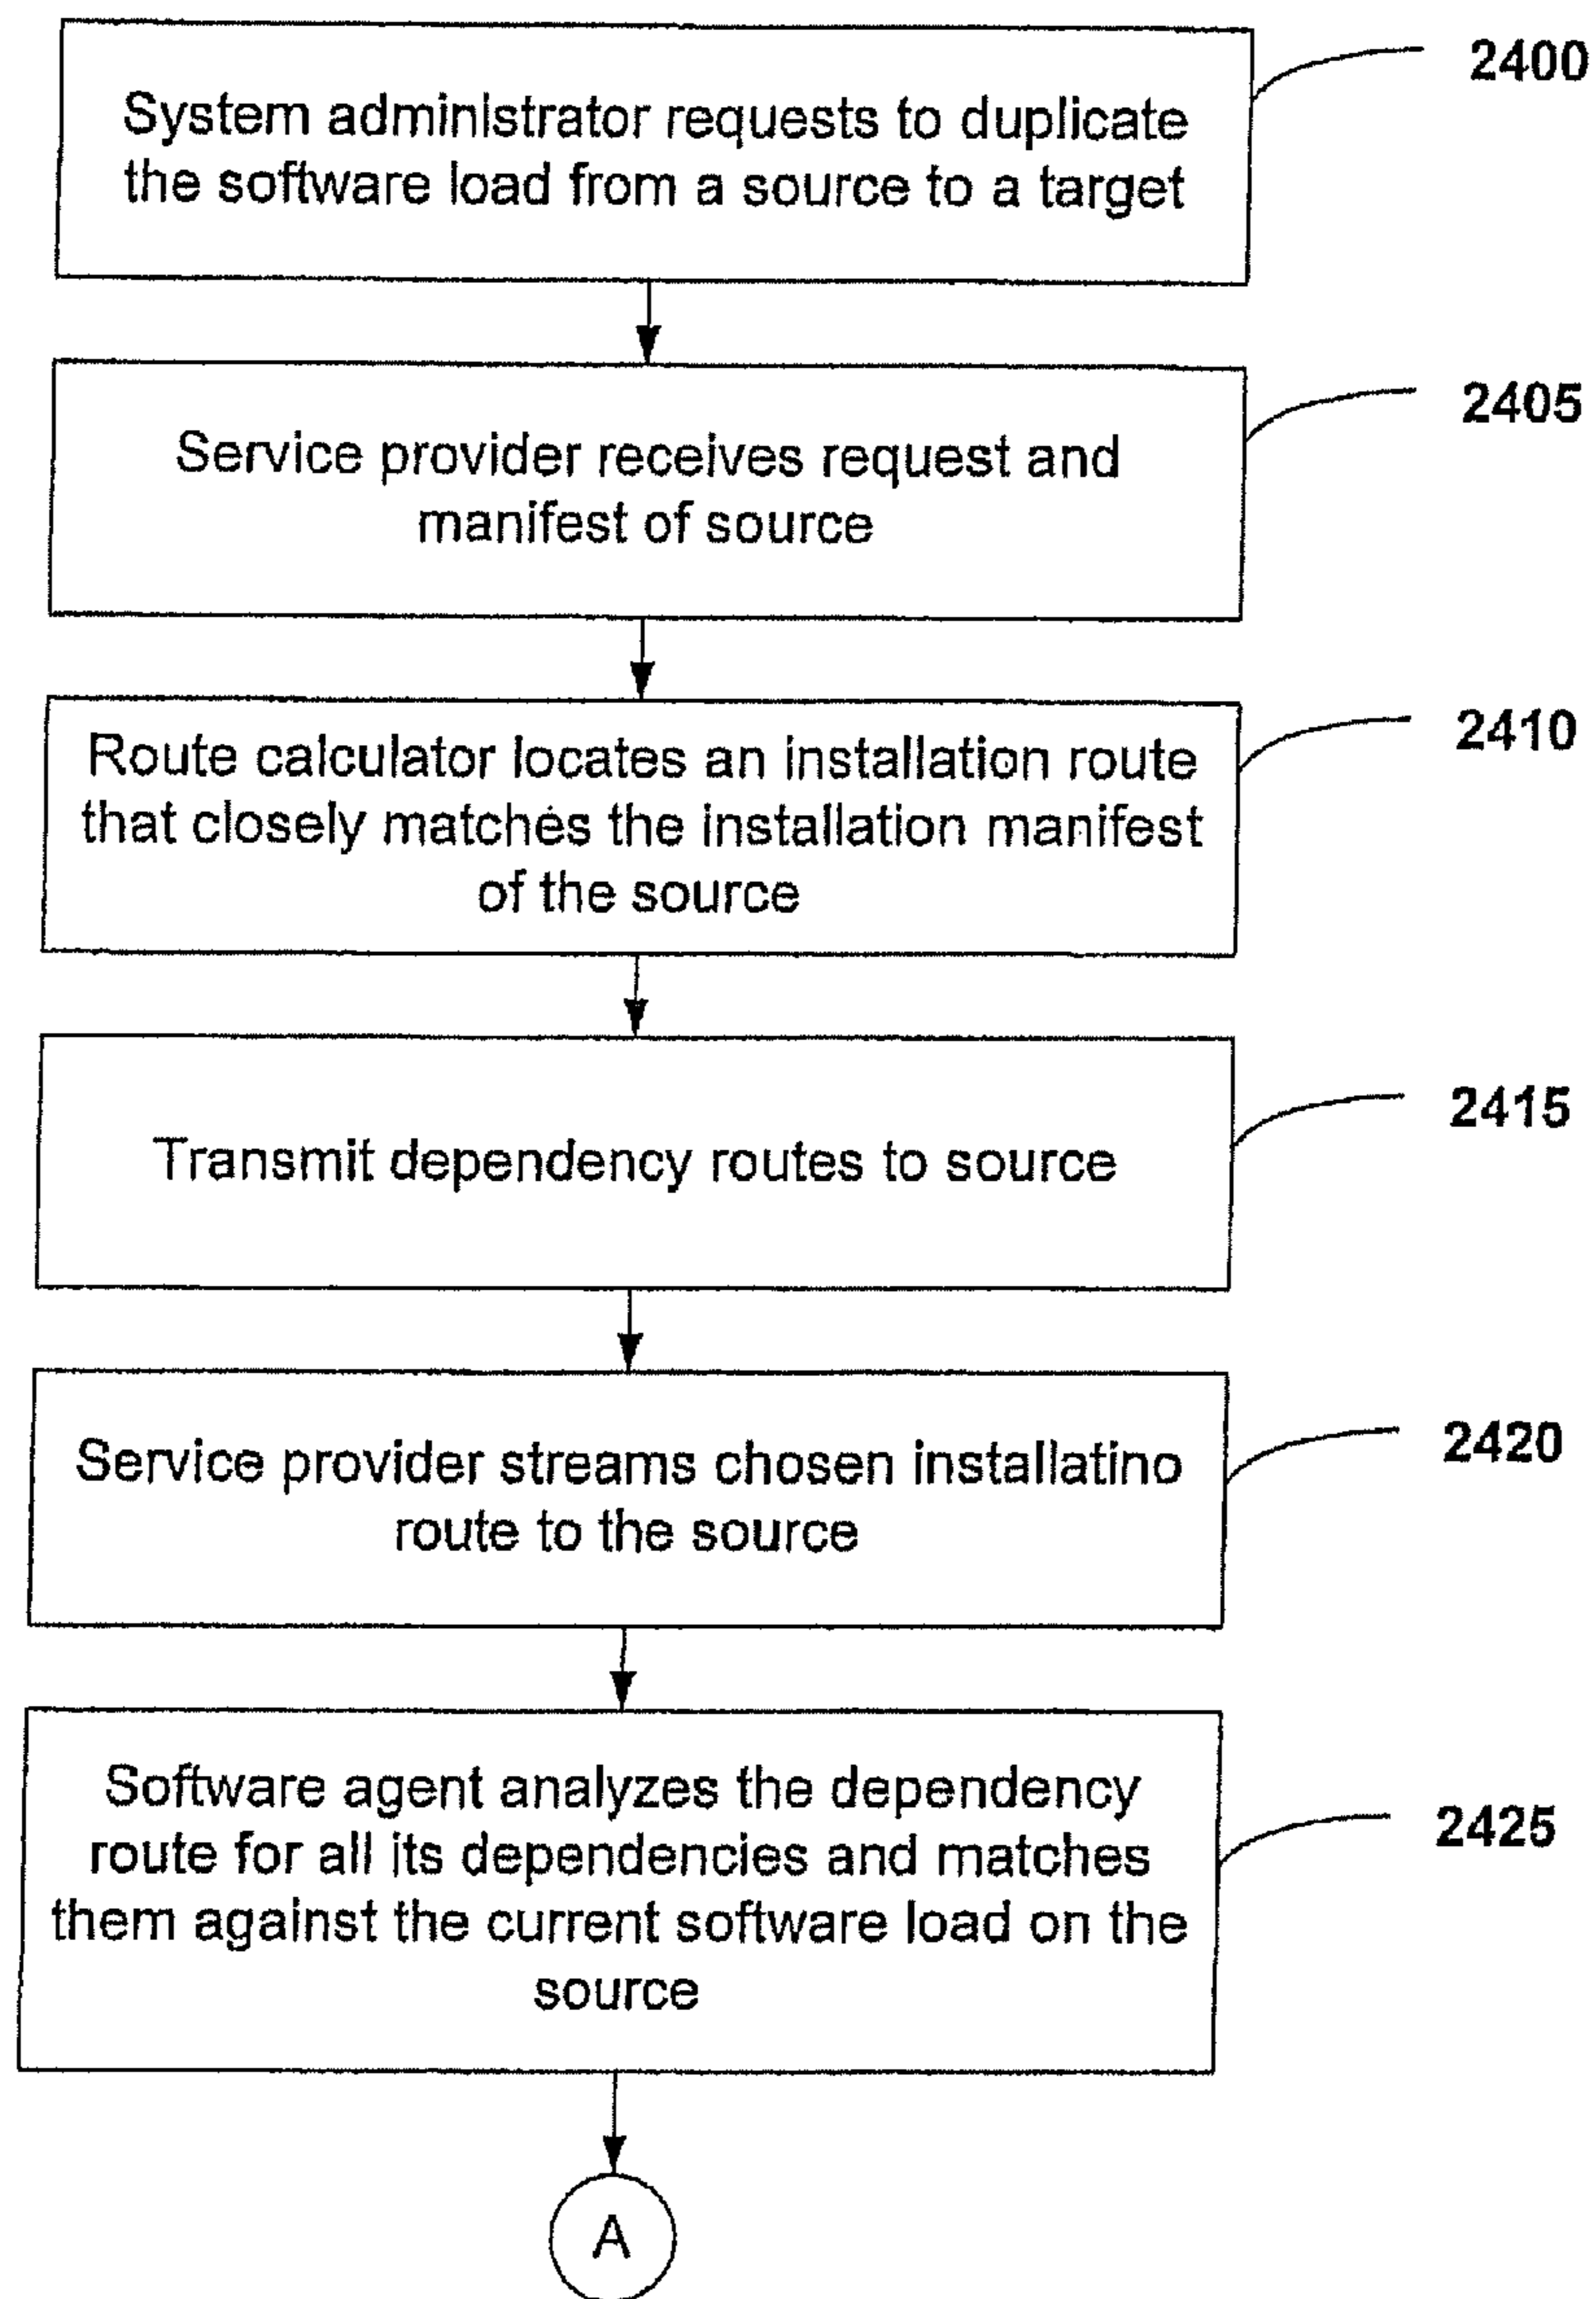 System administrator requests to duplicate
the software load from a source to a target
2400
Service provider receives request and
manifest of source
2405
Route calculator locates an installation route
that closely matches the installation manifest
of the source
2410
Transmit dependency routes to source
2415
Service provider streams chosen installatino
route to the source
2420
Software agent analyzes the dependency
route for all its dependencies and matches
them against the current software load on the
source
2425
A